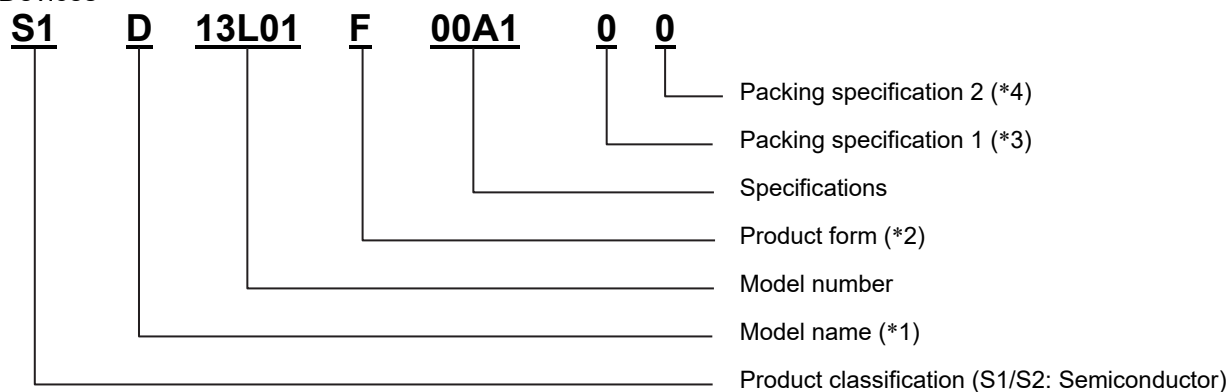 Devices
S1 D 13L01 F 00A1 0 0
Packing specification 2 (*4)
Packing specification 1 (*3)
Specifications
Product form (*2)
Model number
Model name (*1)
Product classification (S1/S2: Semiconductor)